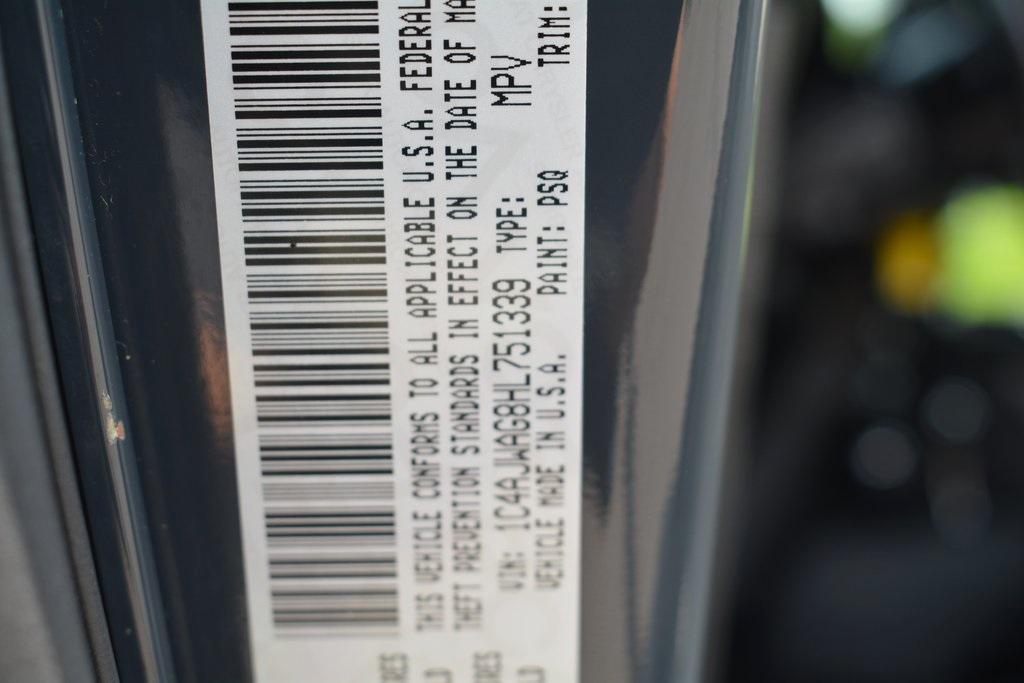 THIS VEHICLE CONFORMS TO ALL APPLICABLE U.S.A. FEDERAL
THEFT PREVENTION STANDARDS IN EFFECT ON THE DATE OF MA
VIN: 1C4AJWAG8HL751339 TYPE: MPV
VEHICLE MADE IN U.S.A. PAINT: PSQ TRIM: